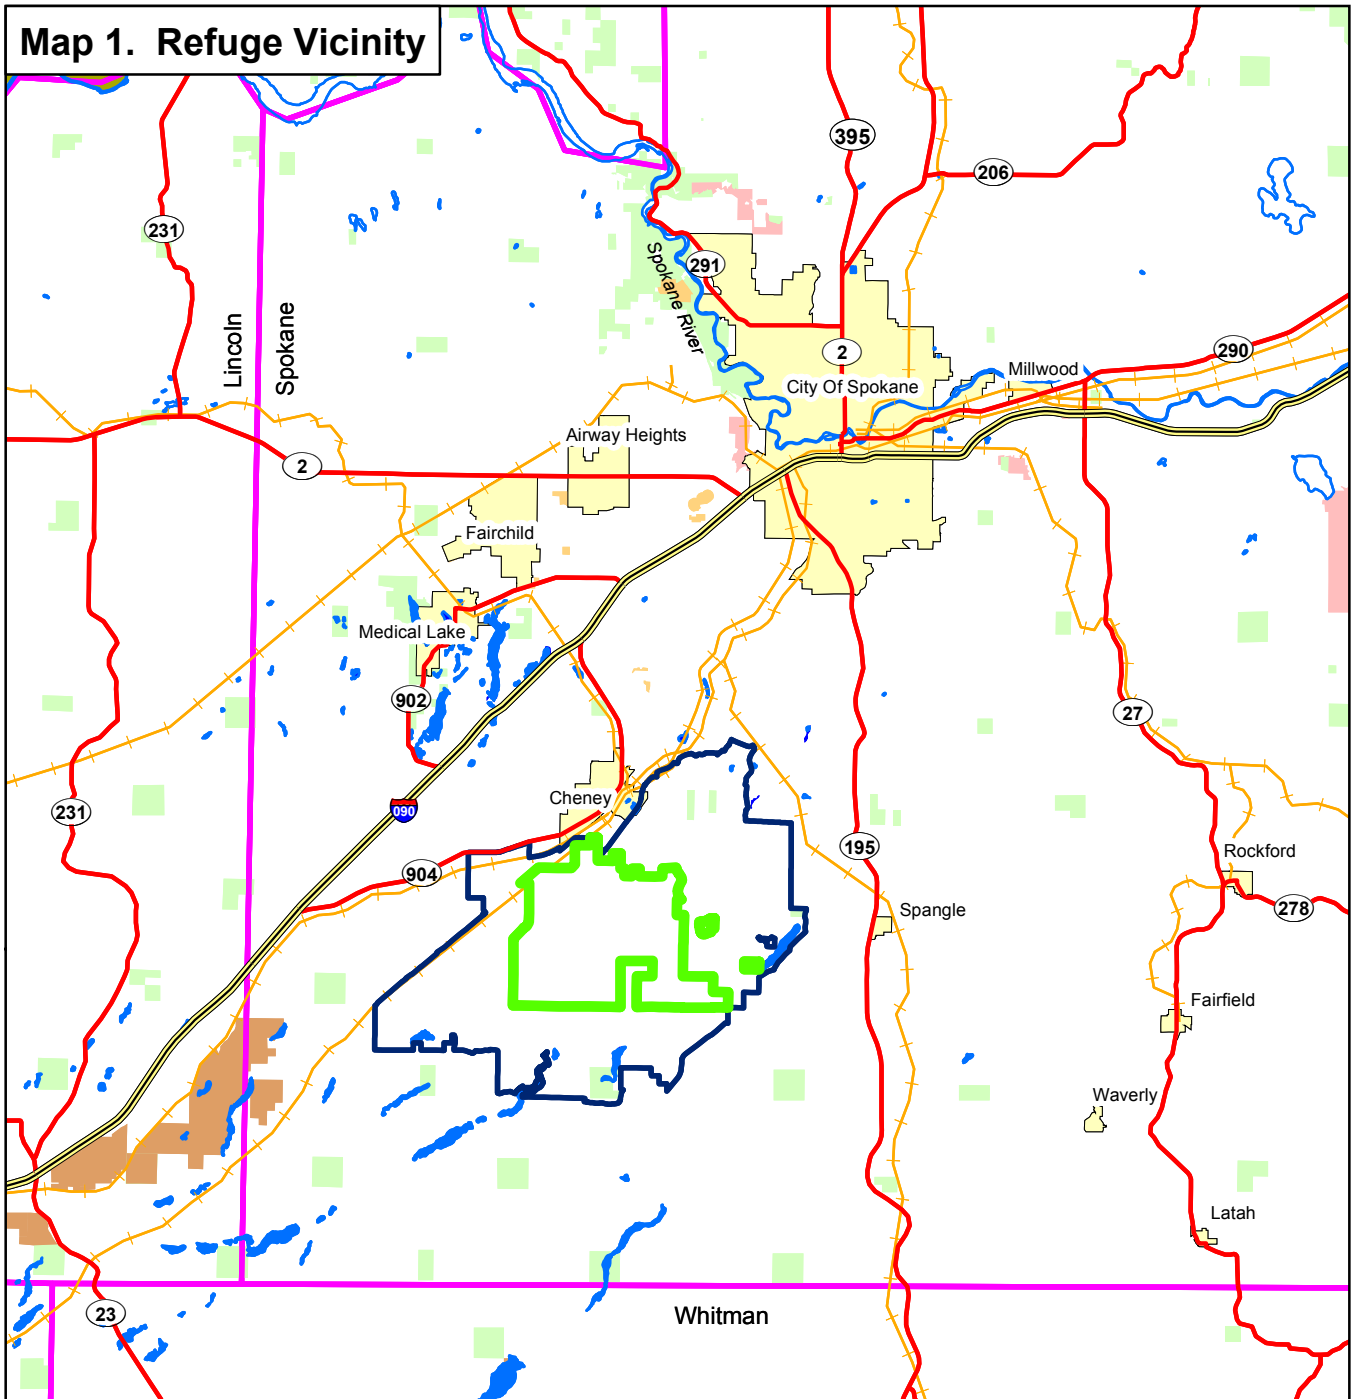 Map 1.  Refuge Vicinity
395
206
231
291
Spokane River
Lincoln
Spokane
2
290
Millwood
City Of Spokane
Airway Heights
2
Fairchild
Medical Lake
902
27
Cheney
090
231
195
904
Rockford
278
Spangle
Fairfield
Waverly
Latah
23
Whitman